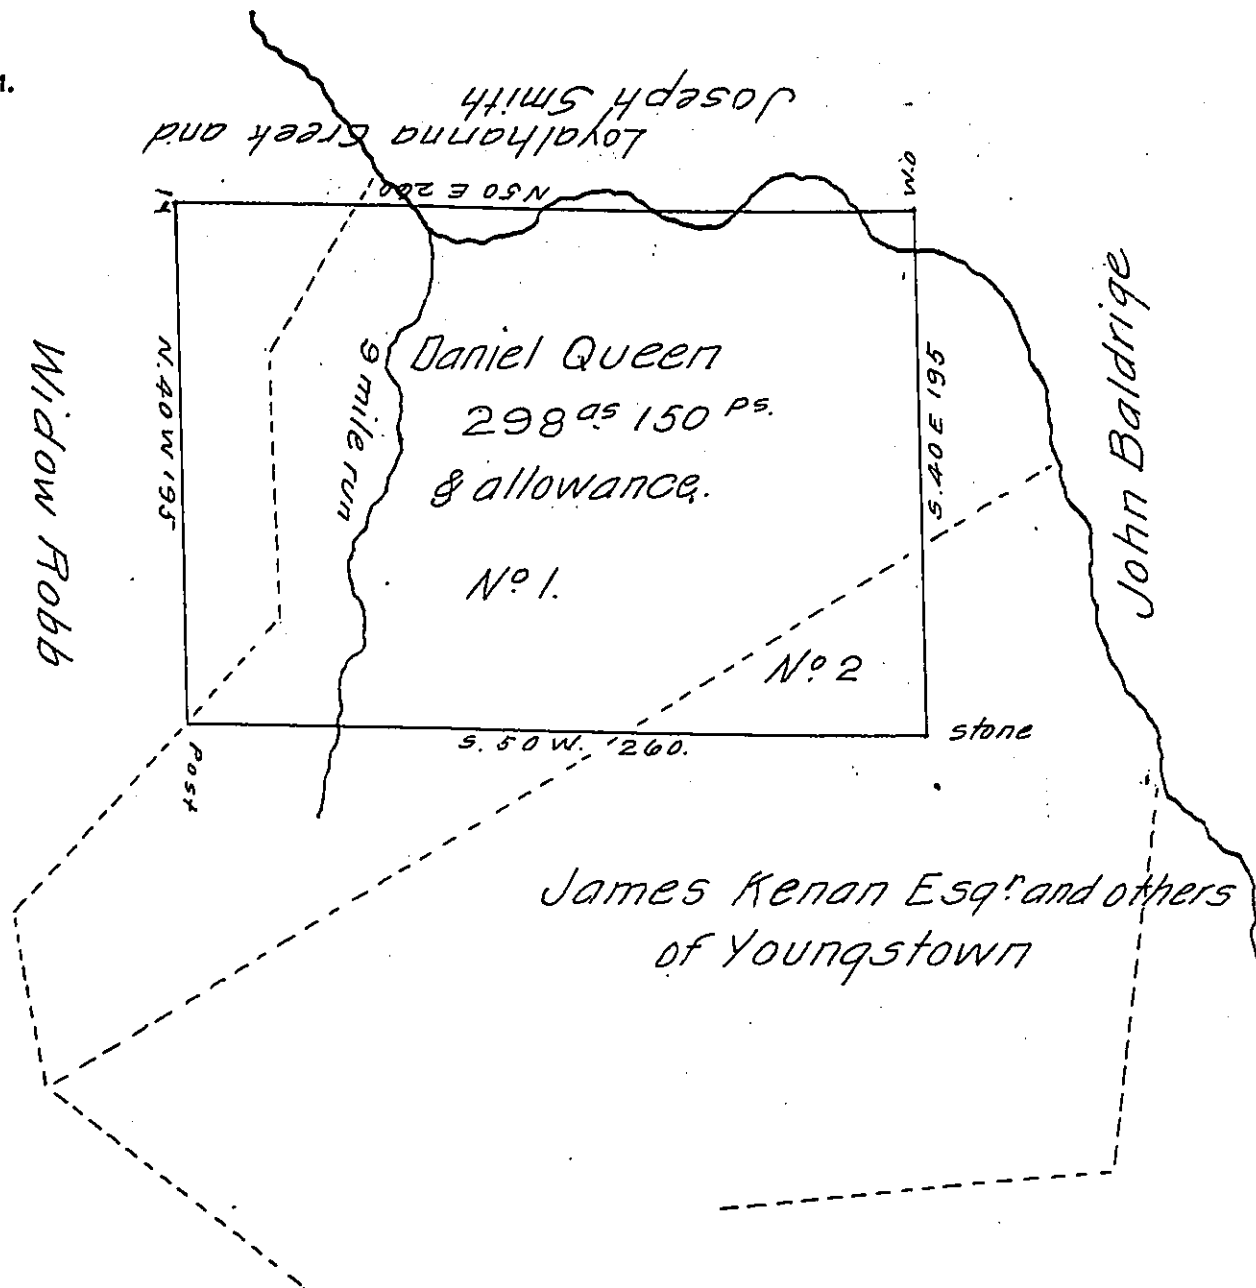 Joseph Smith
Loyalhanna Creek and
N 50 E 260
W.O
N. 40 W 195
Widow Robb
9 mile run
Daniel Queen
298 as 150 Ps.
& allowance.
No 1.
S. 40 E 195
John Baldrige
No 2
S. 50 W. 260.
stone
Post
James Kenan Esqr. and others
of Youngstown